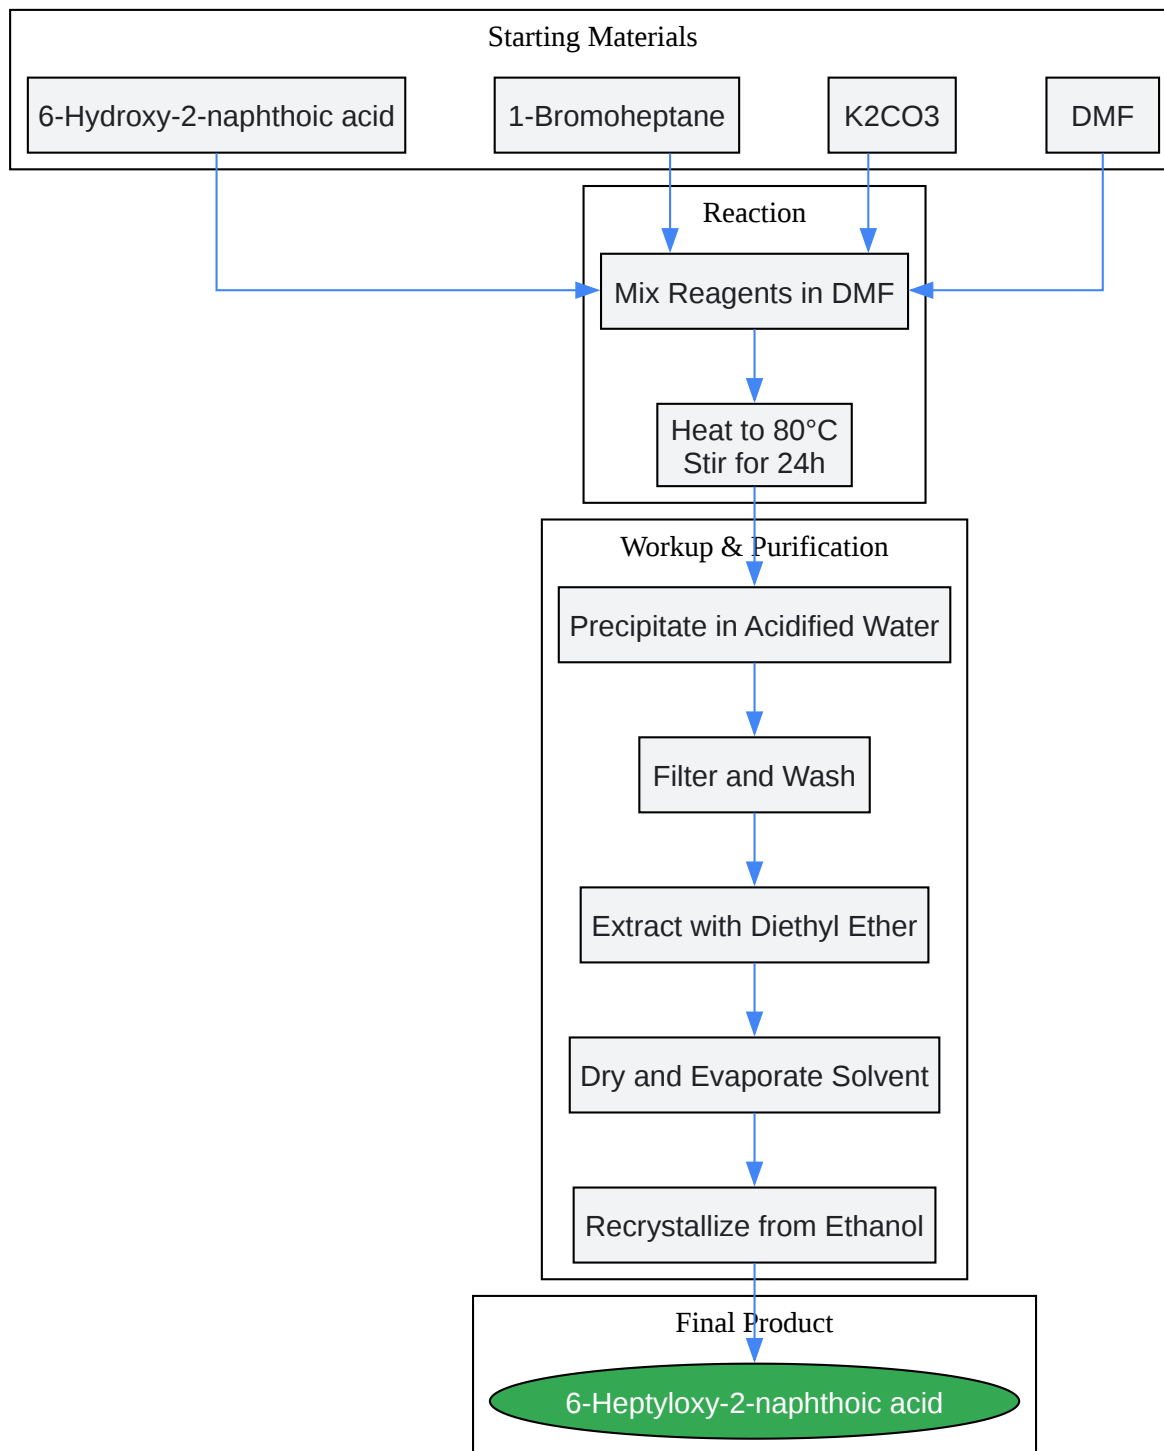 Starting Materials
6-Hydroxy-2-naphthoic acid
1-Bromoheptane
K2CO3
DMF
Reaction
Mix Reagents in DMF
Heat to 80°C
Stir for 24h
Workup & Purification
Precipitate in Acidified Water
Filter and Wash
Extract with Diethyl Ether
Dry and Evaporate Solvent
Recrystallize from Ethanol
Final Product
6-Heptyloxy-2-naphthoic acid